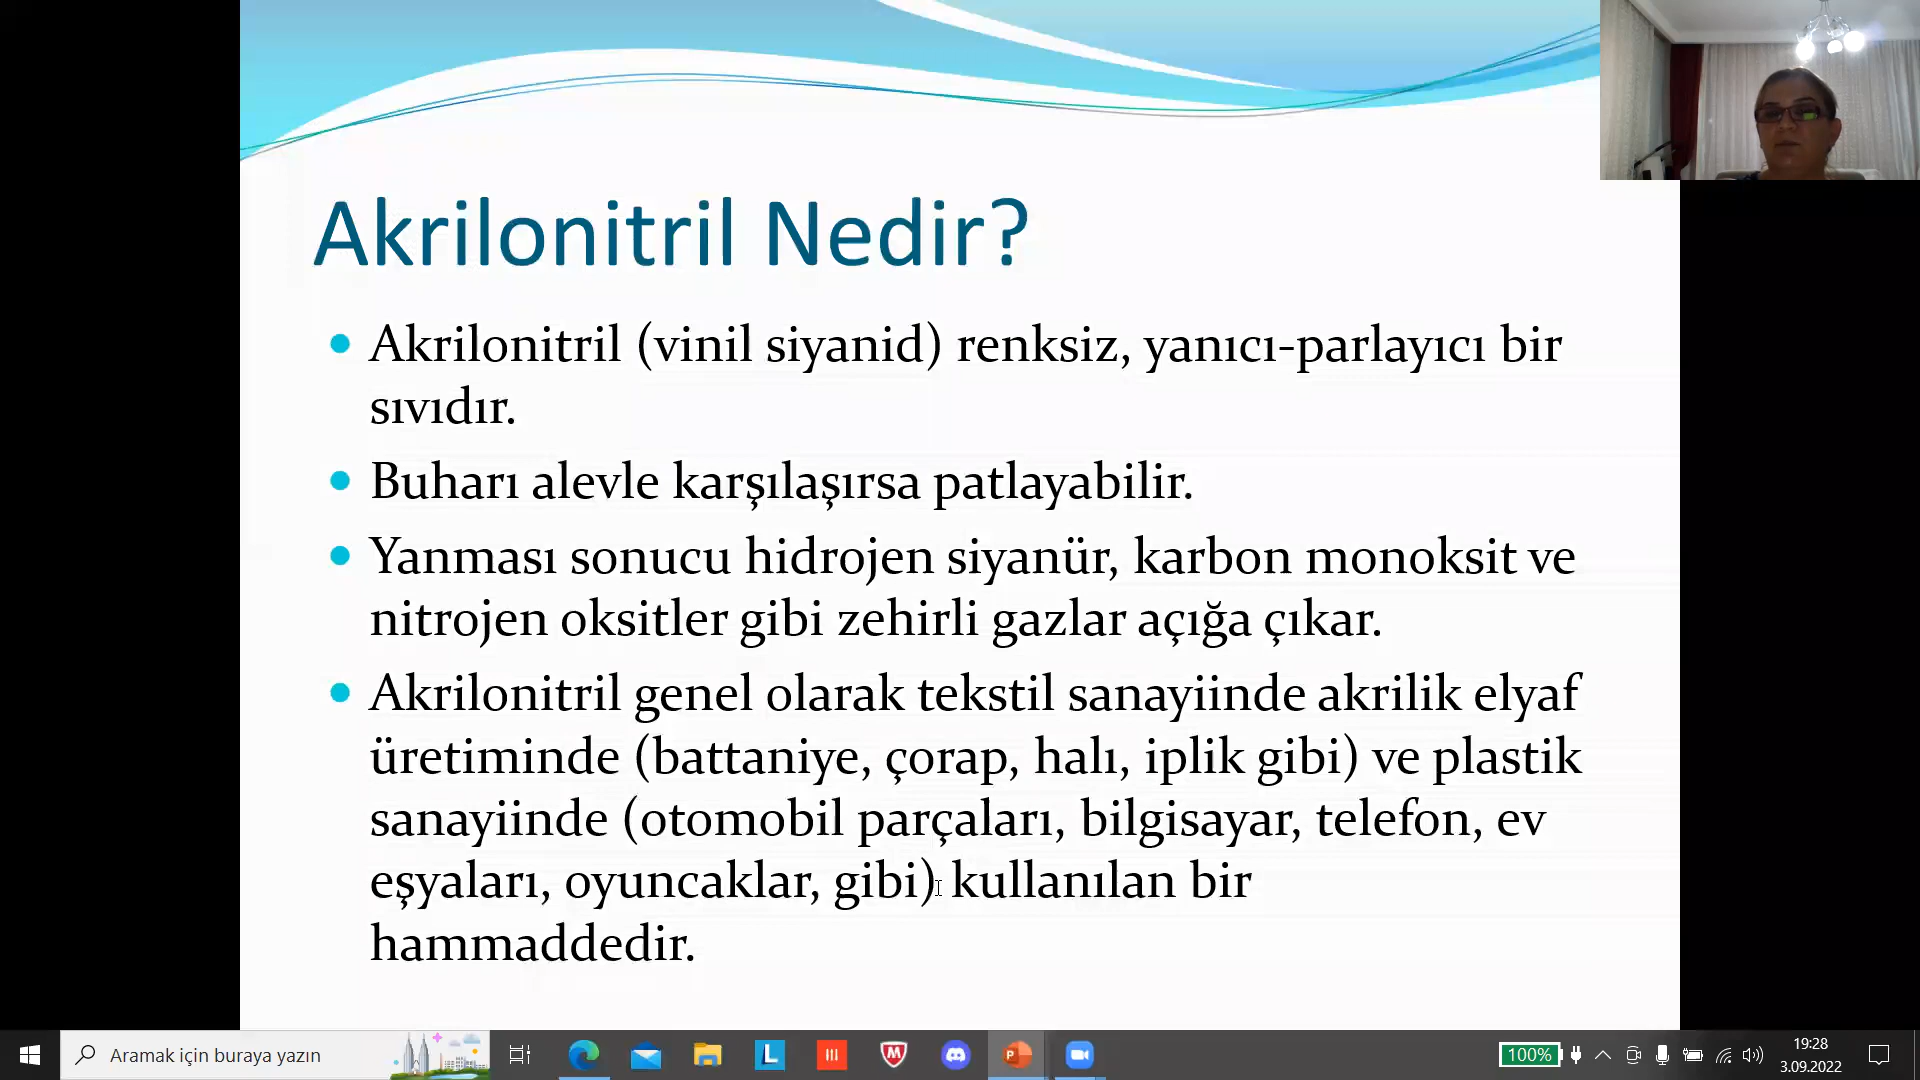 Akrilonitril Nedir?
Akrilonitril (vinil siyanid) renksiz, yanıcı-parlayıcı bir
sıvıdır.
Buharı alevle karşılaşırsa patlayabilir.
Yanması sonucu hidrojen siyanür, karbon monoksit ve
nitrojen oksitler gibi zehirli gazlar açığa çıkar.
Akrilonitril genel olarak tekstil sanayiinde akrilik elyaf
üretiminde (battaniye, çorap, halı, iplik gibi) ve plastik
sanayiinde (otomobil parçaları, bilgisayar, telefon, ev
eşyaları, oyuncaklar, gibi) kullanılan bir
hammaddedir.
Aramak için buraya yazın
L
P
100%
19:28
3.09.2022